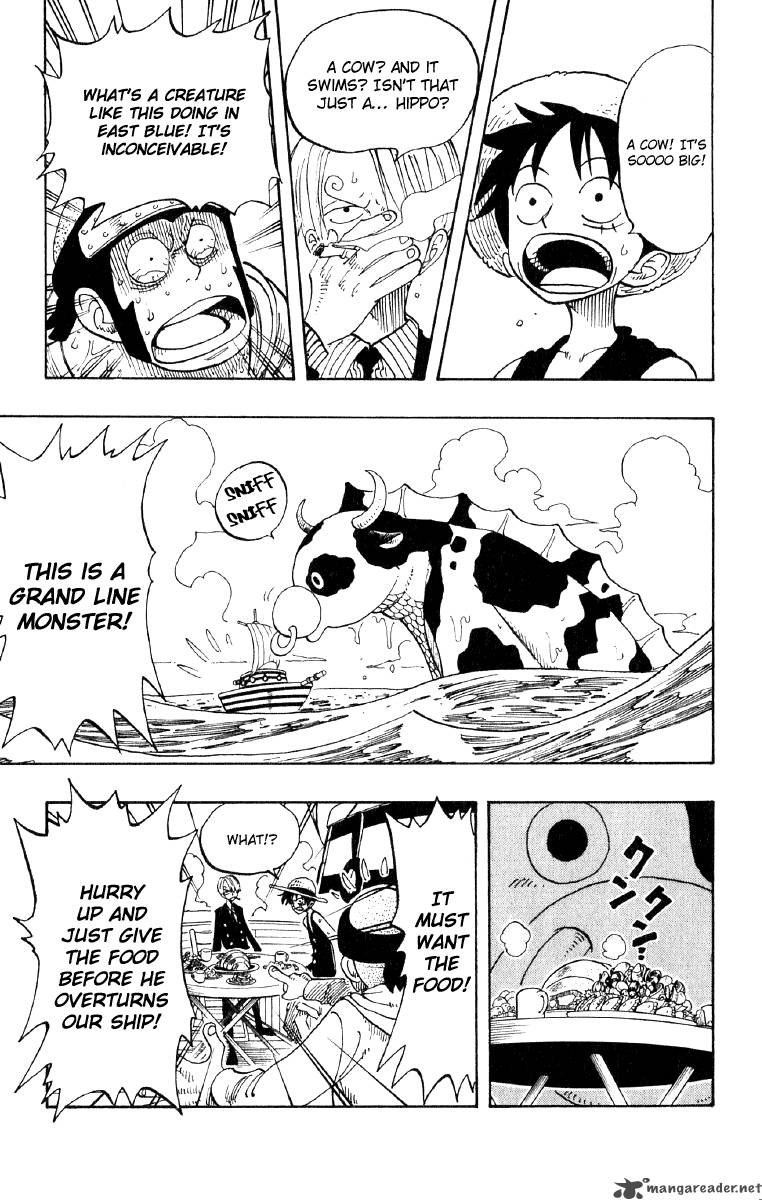 A COW! IT'S
SOOOO BIG!
A COW? AND IT
SWIMS? ISN'T THAT
JUST A... HIPPO?
WHAT'S A CREATURE
LIKE THIS DOING IN
EAST BLUE! IT'S
INCONCEIVABLE!
SNIFF
SNIFF
THIS IS A
GRAND LINE
MONSTER!
クンクン…
IT
MUST
WANT
THE
FOOD!
WHAT!?
HURRY
UP AND
JUST GIVE
THE FOOD
BEFORE HE
OVERTURNS
OUR SHIP!
mangareader.net